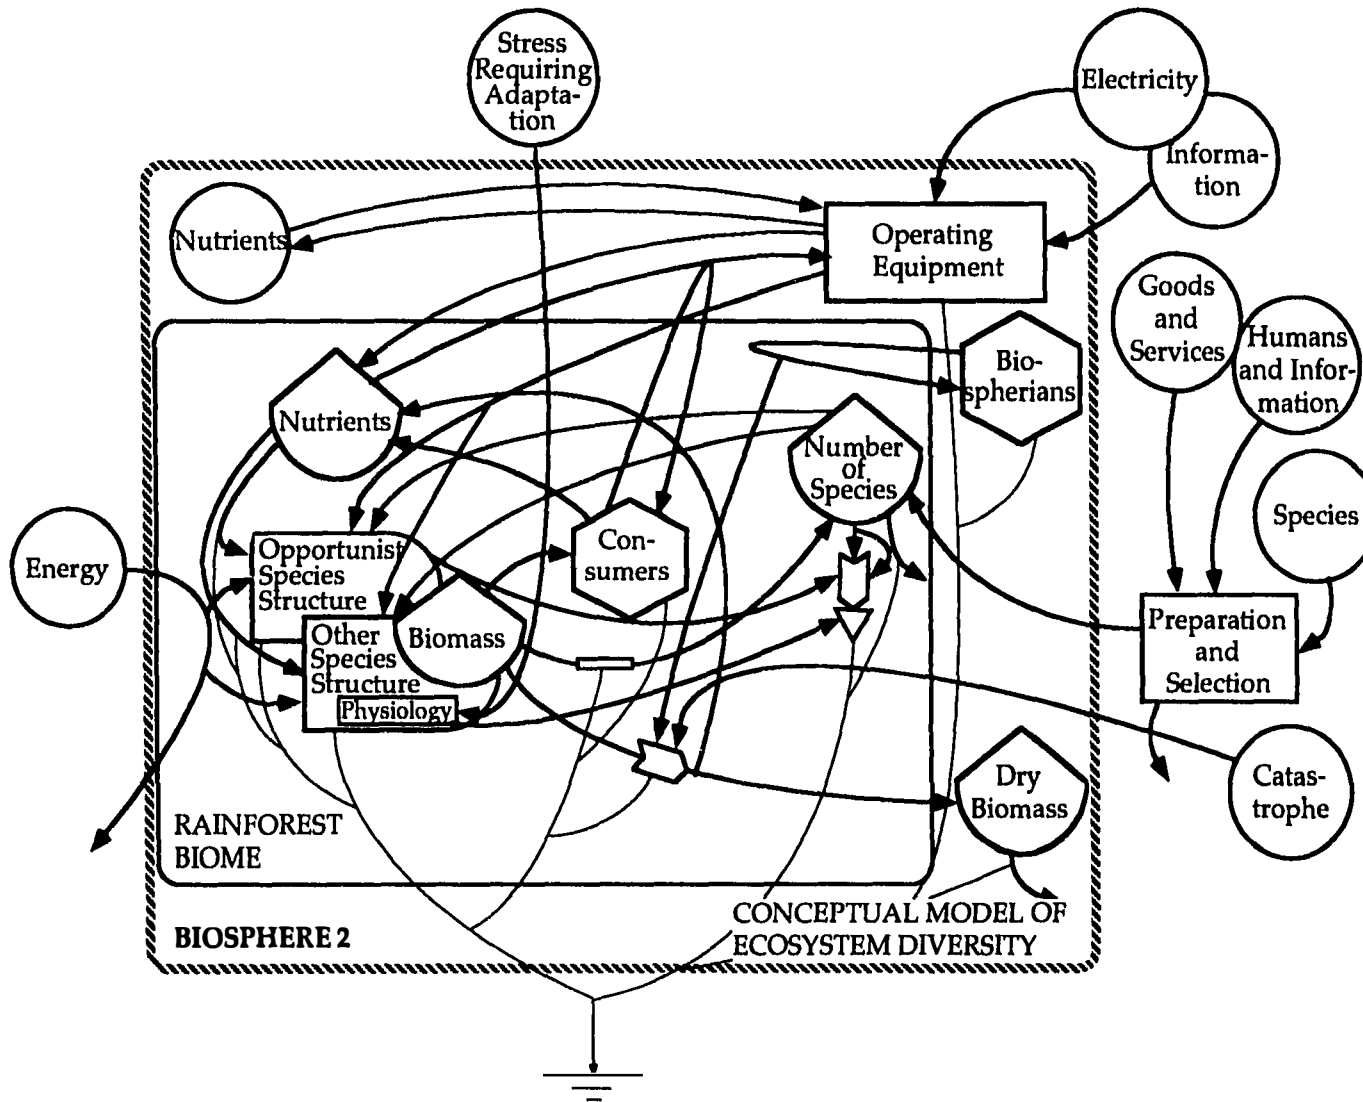 Stress
Requiring
Adapta-
tion
Electricity
Informa-
tion
Nutrients
Operating
Equipment
Goods
and
Services
Humans
and Infor-
mation
Bio-
spherians
Nutrients
Number
of
Species
Species
Energy
Opportunist
Species
Structure
Con-
sumers
Other
Species
Structure
Biomass
Physiology
Preparation
and
Selection
Dry
Biomass
Catas-
trophe
RAINFOREST
BIOME
BIOSPHERE 2
CONCEPTUAL MODEL OF
ECOSYSTEM DIVERSITY